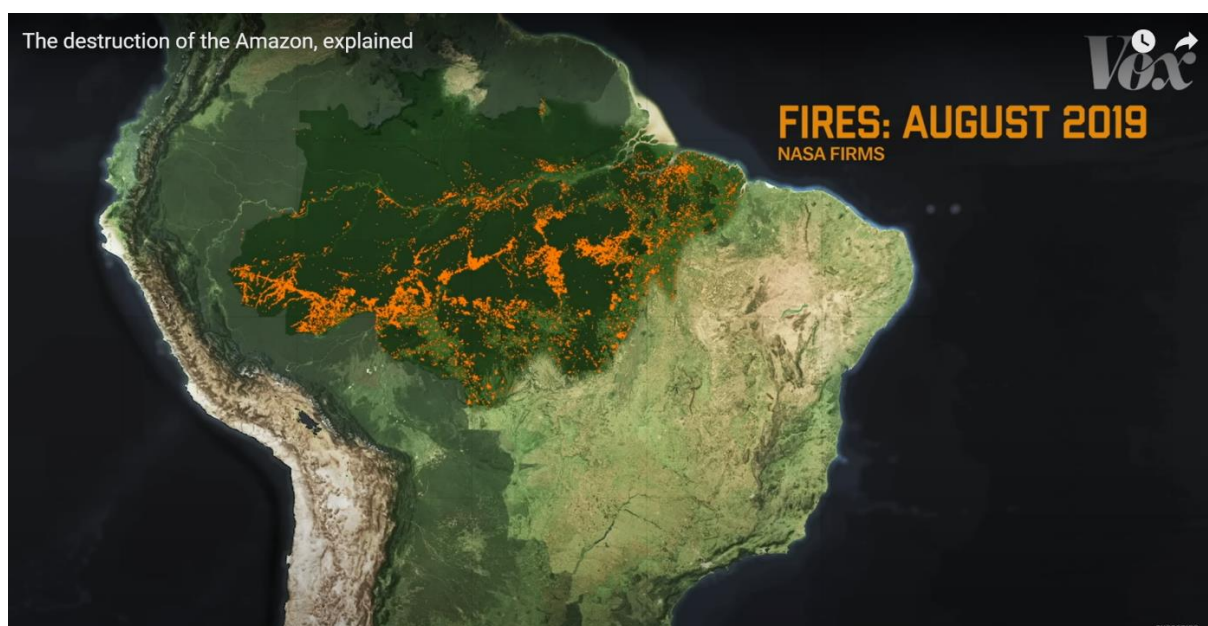 The destruction of the Amazon, explained
Vox
FIRES: AUGUST 2019
NASA FIRMS